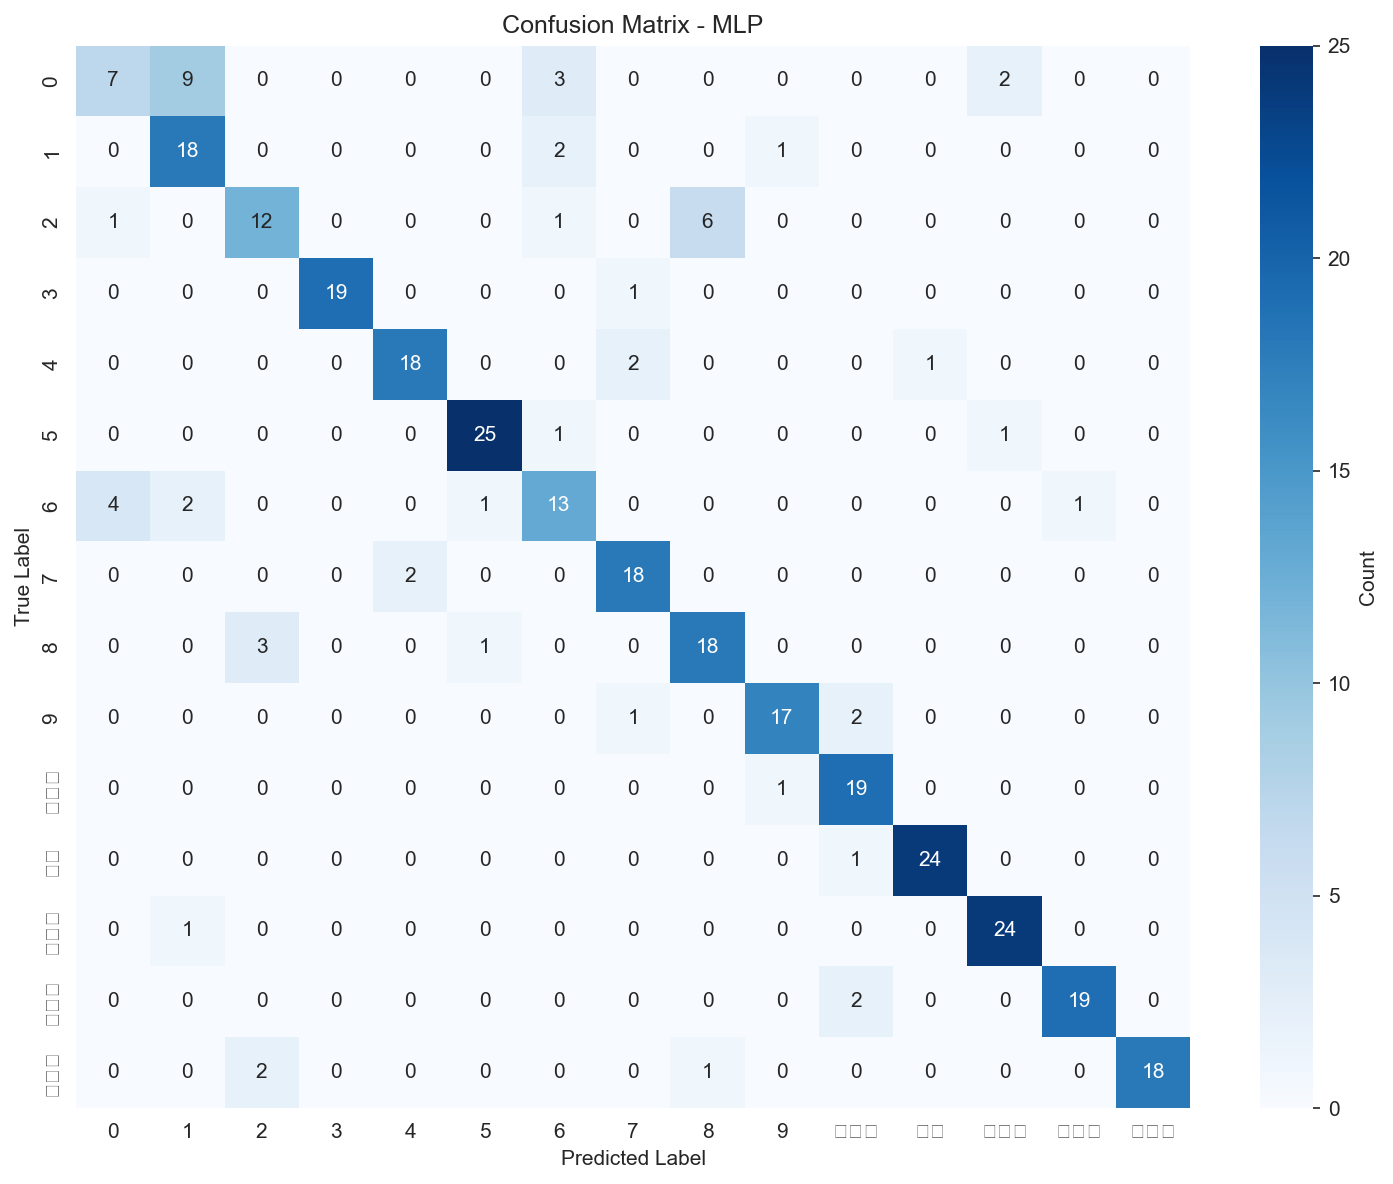 Confusion Matrix - MLP
0 7 9 0 0 0 0 3 0 0 0 0 0 2 0 0
1 0 18 0 0 0 0 2 0 0 1 0 0 0 0 0
2 1 0 12 0 0 0 1 0 6 0 0 0 0 0 0
3 0 0 0 19 0 0 0 1 0 0 0 0 0 0 0
4 0 0 0 0 18 0 0 2 0 0 0 1 0 0 0
5 0 0 0 0 0 25 1 0 0 0 0 0 1 0 0
6 4 2 0 0 0 1 13 0 0 0 0 0 0 1 0
7 0 0 0 0 2 0 0 18 0 0 0 0 0 0 0
8 0 0 3 0 0 1 0 0 18 0 0 0 0 0 0
9 0 0 0 0 0 0 0 1 0 17 2 0 0 0 0
□□□ 0 0 0 0 0 0 0 0 0 1 19 0 0 0 0
□□ 0 0 0 0 0 0 0 0 0 0 1 24 0 0 0
□□□ 0 1 0 0 0 0 0 0 0 0 0 0 24 0 0
□□□ 0 0 0 0 0 0 0 0 0 0 2 0 0 19 0
□□□ 0 0 2 0 0 0 0 0 1 0 0 0 0 0 18
0 1 2 3 4 5 6 7 8 9 □□□ □□ □□□ □□□ □□□
Predicted Label
True Label
25
20
15
10
5
0
Count